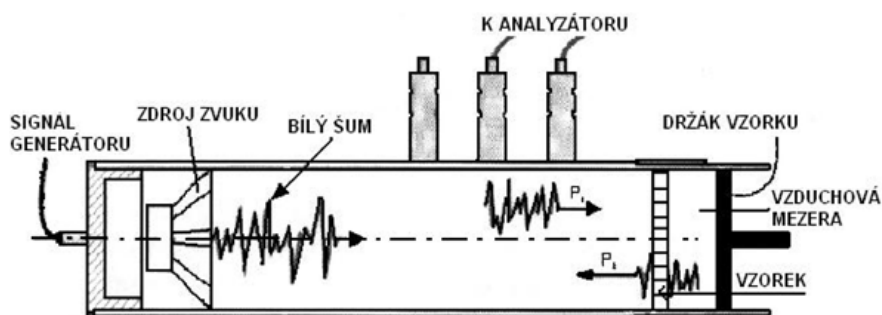 K ANALYZÁTORU
ZDROJ ZVUKU
BÍLÝ ŠUM
DRŽÁK VZORKU
SIGNÁL
GENERÁTORU
VZDUCHOVÁ
MEZERA
P
P
VZOREK